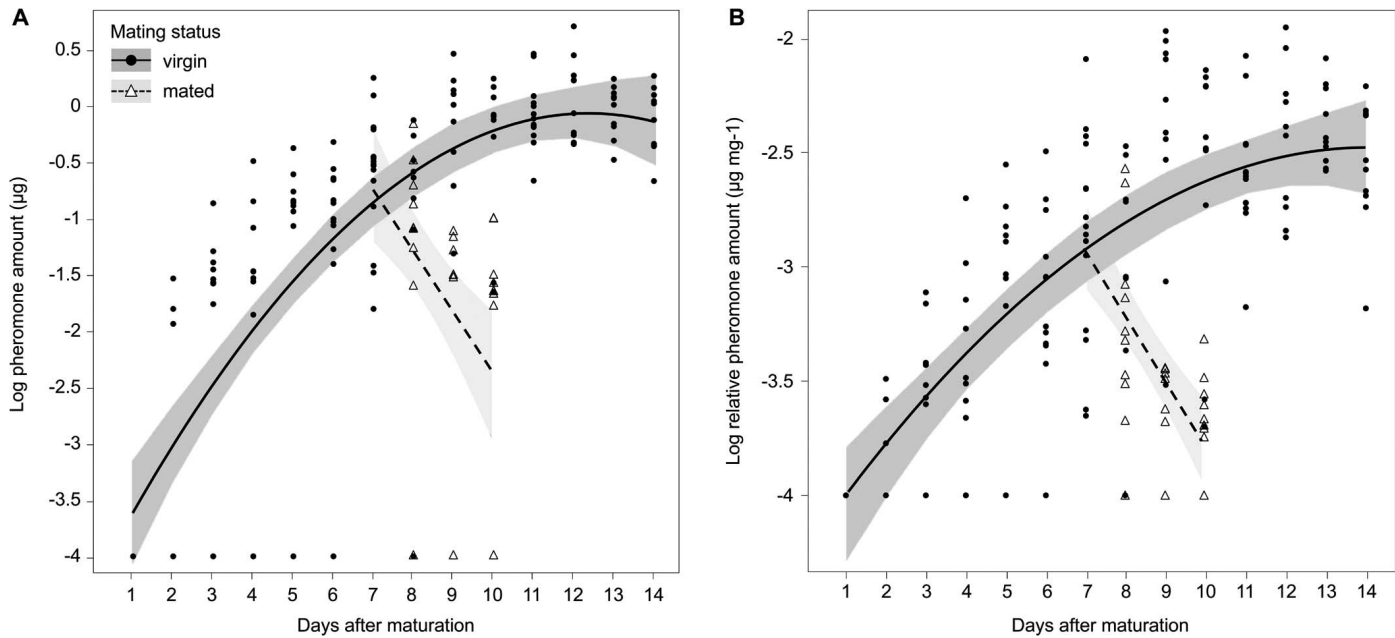 A
Mating status
virgin
mated
0.5
0
-0.5
-1
-1.5
-2
-2.5
-3
-3.5
-4
Log pheromone amount (µg)
1 2 3 4 5 6 7 8 9 10 11 12 13 14
Days after maturation
B
-2
-2.5
-3
-3.5
-4
Log relative pheromone amount (µg mg-1)
1 2 3 4 5 6 7 8 9 10 11 12 13 14
Days after maturation